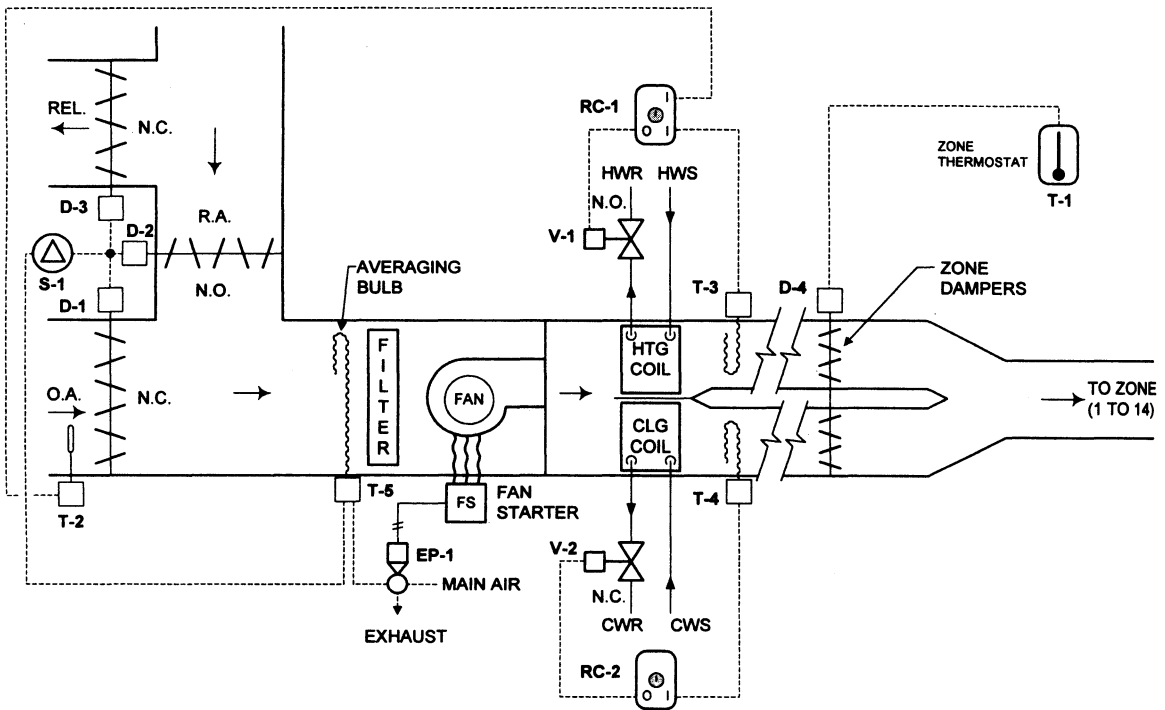 RC-1
I
O I
REL.
N.C.
ZONE
THERMOSTAT
T-1
HWR HWS
N.O.
D-3
R.A.
D-2
V-1
S-1
N.O.
D-1
AVERAGING
BULB
T-3
D-4
ZONE
DAMPERS
FILTER
HTG
COIL
O.A.
N.C.
FAN
TO ZONE
(1 TO 14)
CLG
COIL
T-2
T-5
FS
FAN
STARTER
T-4
EP-1
V-2
MAIN AIR
N.C.
EXHAUST
CWR CWS
RC-2
O I